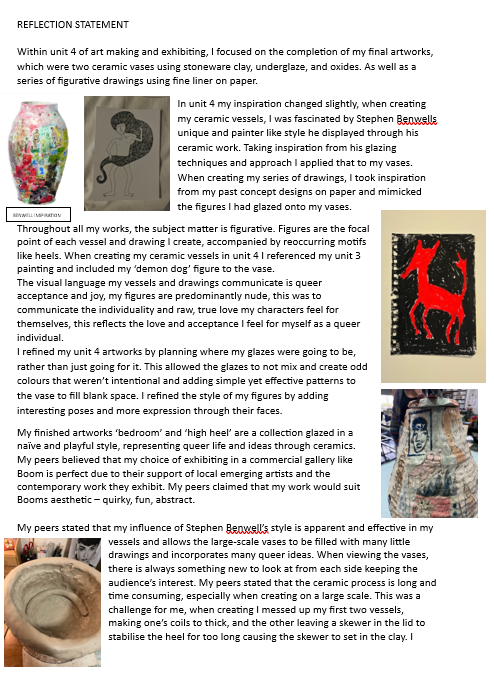 REFLECTION STATEMENT
Within unit 4 of art making and exhibiting, I focused on the completion of my final artworks,
which were two ceramic vases using stoneware clay, underglaze, and oxides. As well as a
series of figurative drawings using fine liner on paper.
In unit 4 my inspiration changed slightly, when creating
my ceramic vessels, I was fascinated by Stephen Benwells
unique and painter like style he displayed through his
ceramic work. Taking inspiration from his glazing
techniques and approach I applied that to my vases.
When creating my series of drawings, I took inspiration
from my past concept designs on paper and mimicked
the figures I had glazed onto my vases.
BENWELL INSPIRATION
Throughout all my works, the subject matter is figurative. Figures are the focal
point of each vessel and drawing I create, accompanied by reoccurring motifs
like heels. When creating my ceramic vessels in unit 4 I referenced my unit 3
painting and included my ‘demon dog’ figure to the vase.
The visual language my vessels and drawings communicate is queer
acceptance and joy, my figures are predominantly nude, this was to
communicate the individuality and raw, true love my characters feel for
themselves, this reflects the love and acceptance I feel for myself as a queer
individual.
I refined my unit 4 artworks by planning where my glazes were going to be,
rather than just going for it. This allowed the glazes to not mix and create odd
colours that weren’t intentional and adding simple yet effective patterns to
the vase to fill blank space. I refined the style of my figures by adding
interesting poses and more expression through their faces.
My finished artworks ‘bedroom’ and ‘high heel’ are a collection glazed in a
naïve and playful style, representing queer life and ideas through ceramics.
My peers believed that my choice of exhibiting in a commercial gallery like
Boom is perfect due to their support of local emerging artists and the
contemporary work they exhibit. My peers claimed that my work would suit
Booms aesthetic – quirky, fun, abstract.
My peers stated that my influence of Stephen Benwell’s style is apparent and effective in my
vessels and allows the large-scale vases to be filled with many little
drawings and incorporates many queer ideas. When viewing the vases,
there is always something new to look at from each side keeping the
audience’s interest. My peers stated that the ceramic process is long and
time consuming, especially when creating on a large scale. This was a
challenge for me, when creating I messed up my first two vessels,
making one’s coils to thick, and the other leaving a skewer in the lid to
stabilise the heel for too long causing the skewer to set in the clay. I